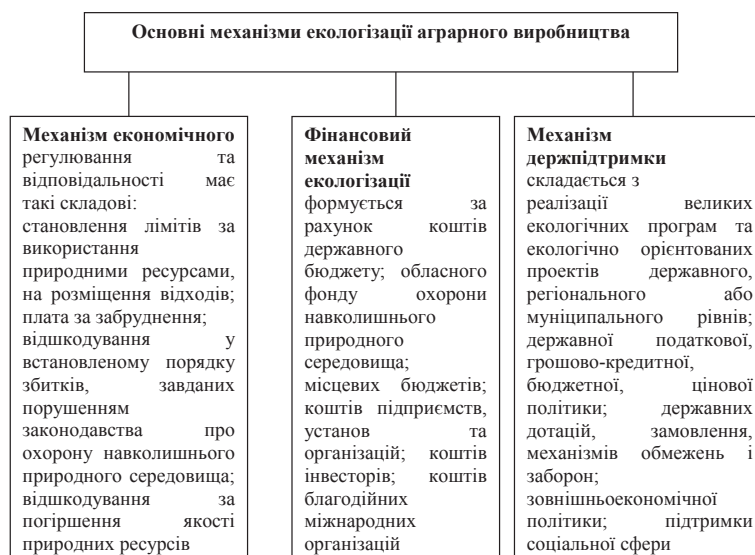 Основні механізми екологізації аграрного виробництва
Механізм економічного
регулювання та
відповідальності має
такі складові:
становлення лімітів за
використання
природними ресурсами,
на розміщення відходів;
плата за забруднення;
відшкодування у
встановленому порядку
збитків, завданих
порушенням
законодавства про
охорону навколишнього
природного середовища;
відшкодування за
погіршення якості
природних ресурсів
Фінансовий
механізм
екологізації
формується за
рахунок коштів
державного
бюджету; обласного
фонду охорони
навколишнього
природного
середовища;
місцевих бюджетів;
коштів підприємств,
установ та
організацій; коштів
інвесторів; коштів
благодійних
міжнародних
організацій
Механізм
держпідтримки
складається з
реалізації великих
екологічних програм та
екологічно орієнтованих
проектів державного,
регіонального або
муніципального рівнів;
державної податкової,
грошово-кредитної,
бюджетної, цінової
політики; державних
дотацій, замовлення,
механізмів обмежень і
заборон;
зовнішньоекономічної
політики; підтримки
соціальної сфери